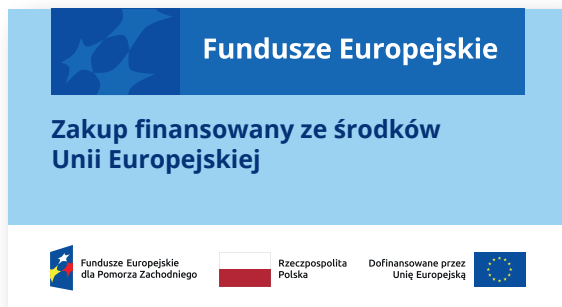 Fundusze Europejskie
Zakup finansowany ze środków
Unii Europejskiej
Fundusze Europejskie
dla Pomorza Zachodniego
Rzeczpospolita
Polska
Dofinansowane przez
Unię Europejską